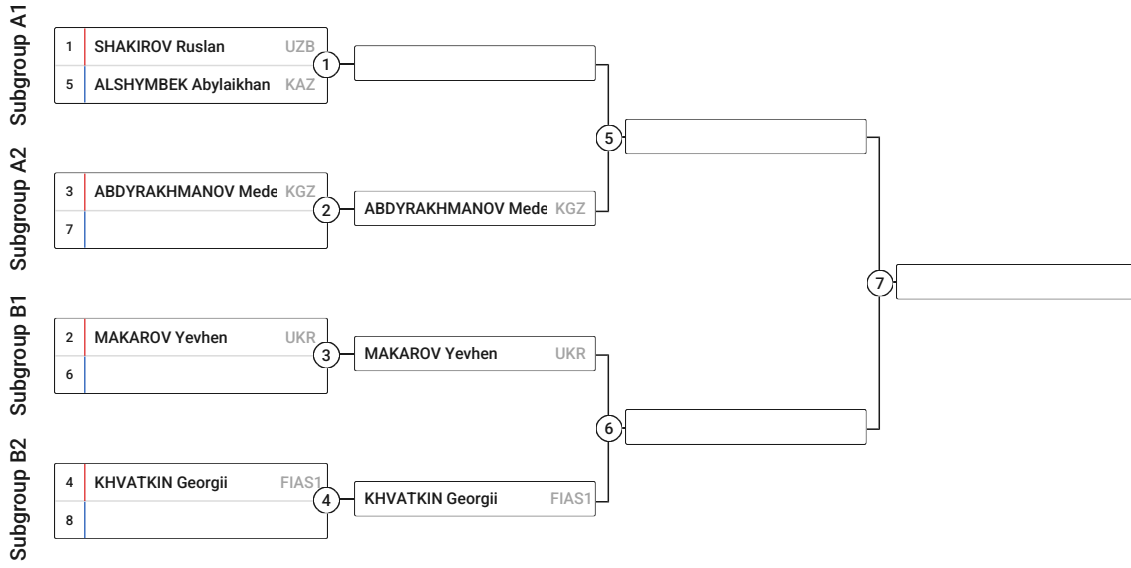 Subgroup A1
1 SHAKIROV Ruslan UZB
5 ALSHYMBEK Abylaikhan KAZ
1
Subgroup A2
3 ABDYRAKHMANOV Mede KGZ
7
2
ABDYRAKHMANOV Mede KGZ
5
Subgroup B1
2 MAKAROV Yevhen UKR
6
3
MAKAROV Yevhen UKR
Subgroup B2
4 KHVATKIN Georgii FIAS1
8
4
KHVATKIN Georgii FIAS1
6
7